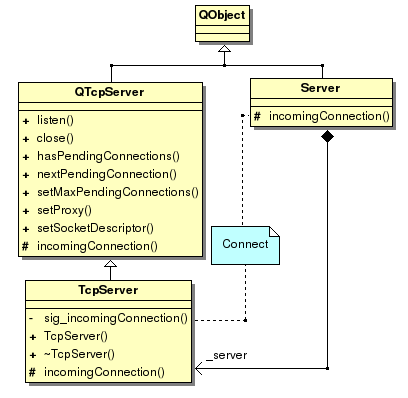 QObject
QTcpServer
+ listen()
+ close()
+ hasPendingConnections()
+ nextPendingConnection()
+ setMaxPendingConnections()
+ setProxy()
+ setSocketDescriptor()
# incomingConnection()
Server
# incomingConnection()
Connect
TcpServer
- sig_incomingConnection()
+ TcpServer()
+ ~TcpServer()
# incomingConnection()
_server